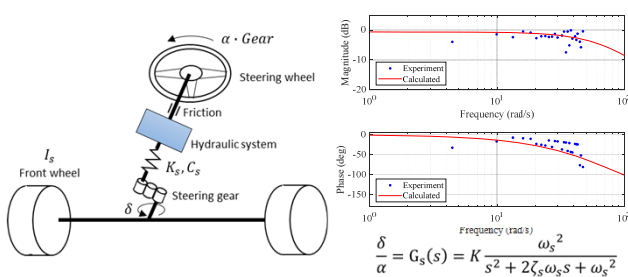 α · Gear
Steering wheel
Friction
Hydraulic system
I_s
Front wheel
K_s, C_s
Steering gear
δ
Magnitude (dB)
0
-10
-20
Experiment
Calculated
10^0
10^1
Frequency (rad/s)
Phase (deg)
0
-50
-100
-150
Experiment
Calculated
10^0
10^1
Frequency (rad/s)
δ/α = G_s(s) = K ω_s^2 / (s^2 + 2ζ_sω_s s + ω_s^2)